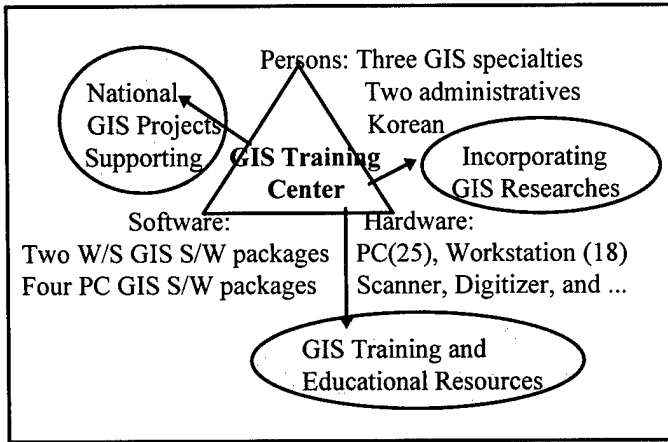 Persons: Three GIS specialties
Two administratives
Korean
National
GIS Projects
Supporting
GIS Training
Center
Incorporating
GIS Researches
Software:
Two W/S GIS S/W packages
Four PC GIS S/W packages
Hardware:
PC(25), Workstation (18)
Scanner, Digitizer, and ...
GIS Training and
Educational Resources